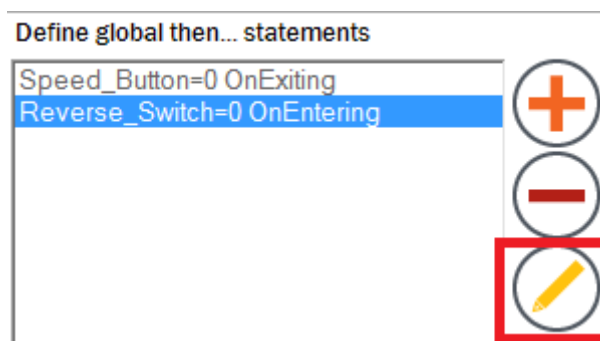 Define global then... statements
Speed_Button=0 OnExiting
Reverse_Switch=0 OnEntering